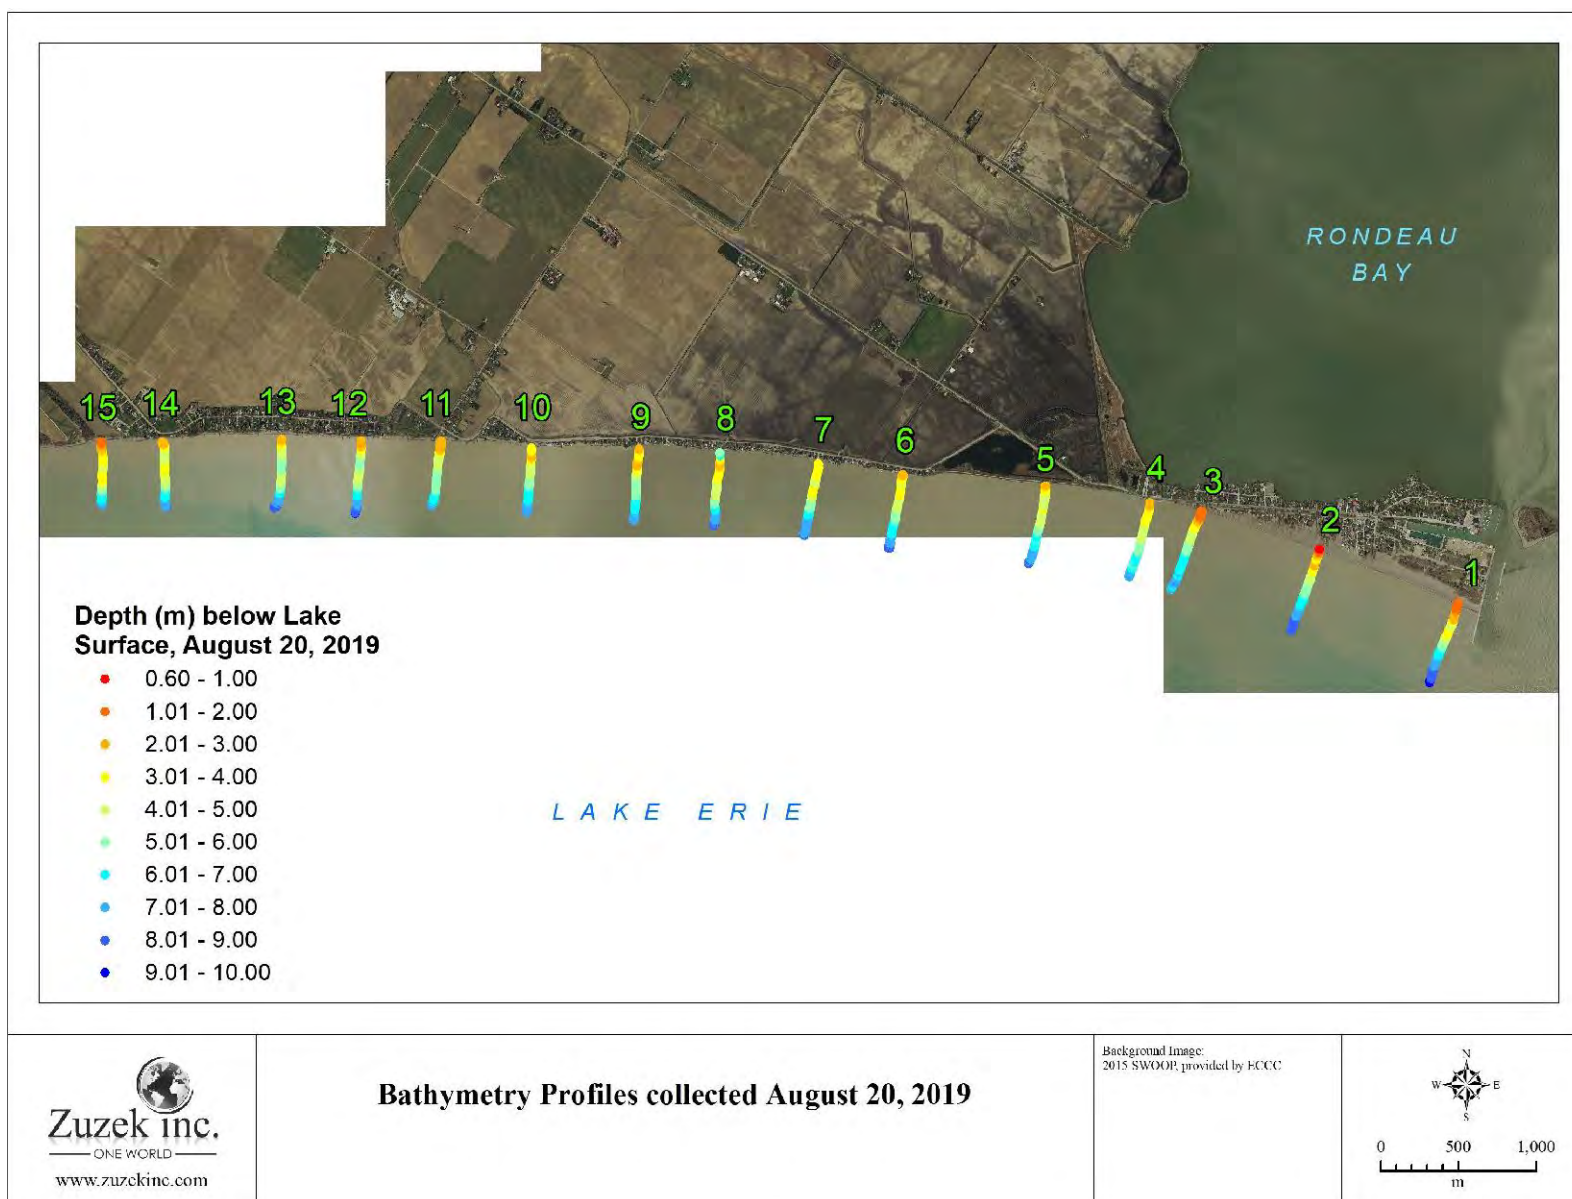 RONDEAU
BAY
15
14
13
12
11
10
9
8
7
6
5
4
3
2
1
Depth (m) below Lake
Surface, August 20, 2019
0.60 - 1.00
1.01 - 2.00
2.01 - 3.00
3.01 - 4.00
4.01 - 5.00
5.01 - 6.00
6.01 - 7.00
7.01 - 8.00
8.01 - 9.00
9.01 - 10.00
LAKE ERIE
Zuzek inc.
ONE WORLD
www.zuzekinc.com
Bathymetry Profiles collected August 20, 2019
Background Image:
2015 SWOOP, provided by ECCC
N
W E
S
0 500 1,000
m